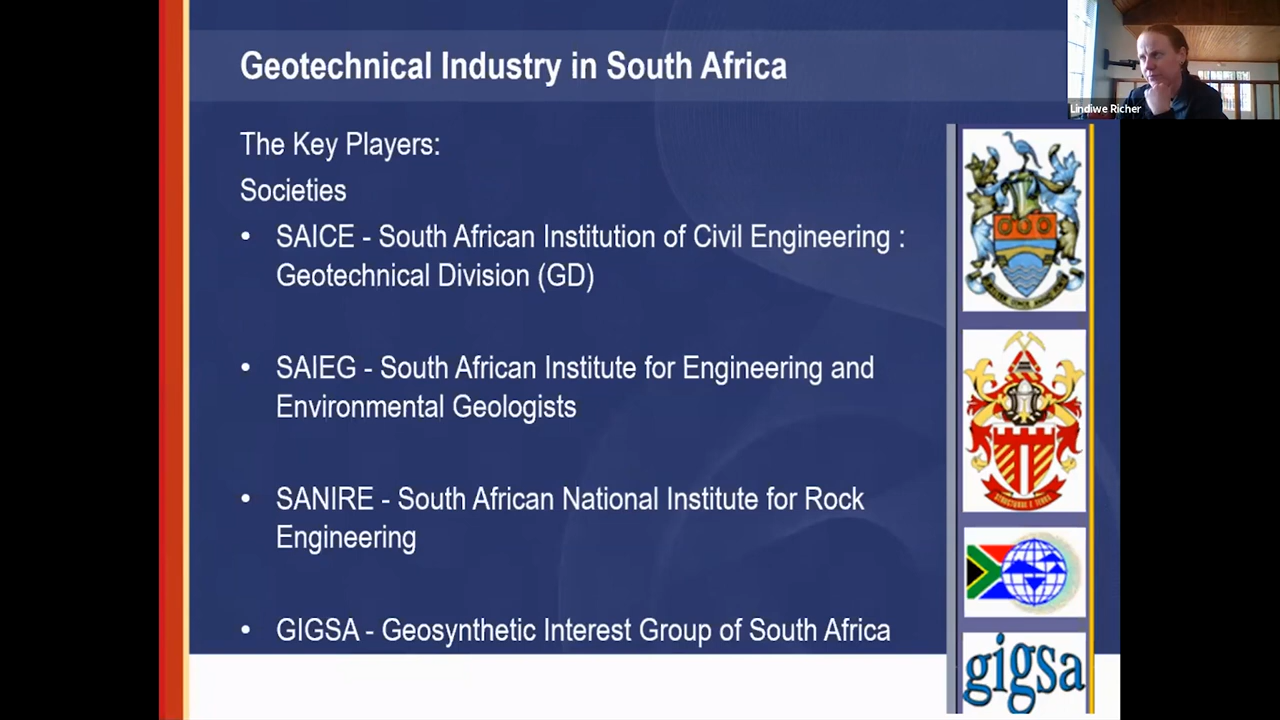 Geotechnical Industry in South Africa
Lindiwe Richer
The Key Players:
Societies
• SAICE - South African Institution of Civil Engineering :
Geotechnical Division (GD)
• SAIEG - South African Institute for Engineering and
Environmental Geologists
• SANIRE - South African National Institute for Rock
Engineering
• GIGSA - Geosynthetic Interest Group of South Africa
gigsa